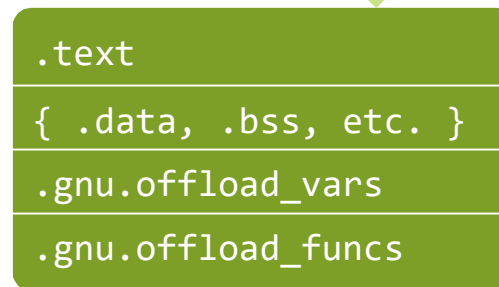 .text
{ .data, .bss, etc. }
.gnu.offload_vars
.gnu.offload_funcs